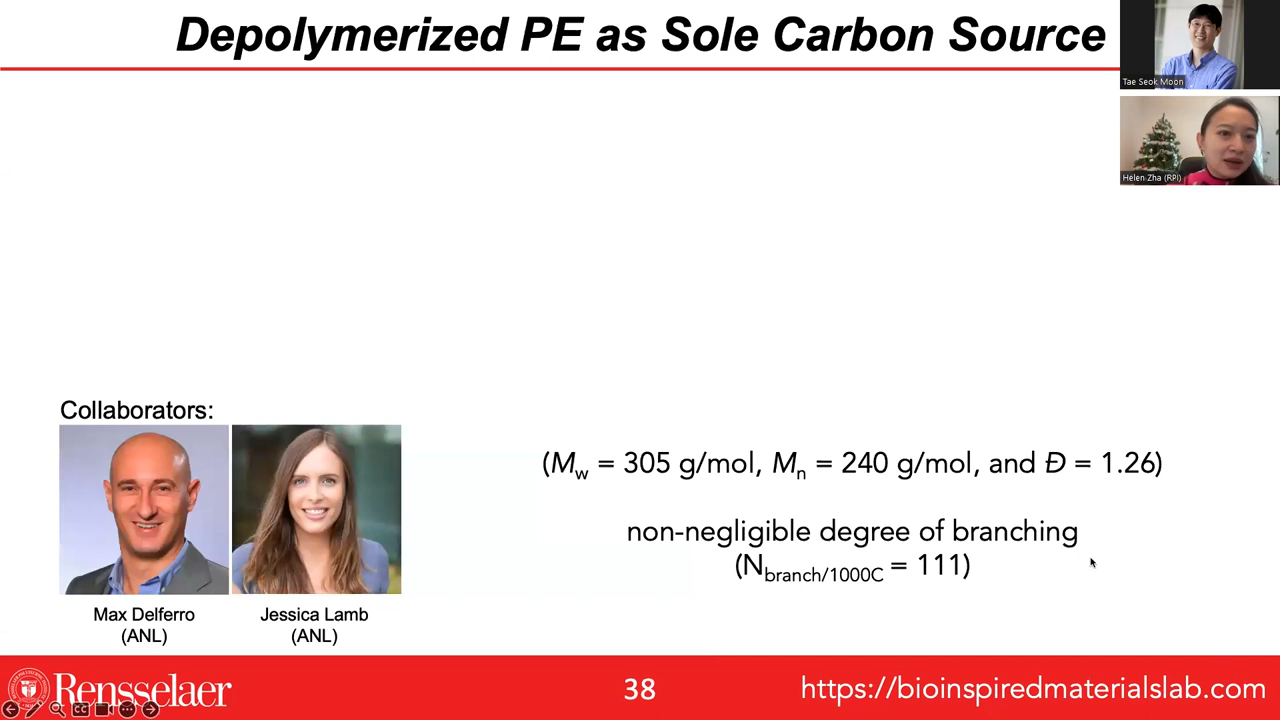 Depolymerized PE as Sole Carbon Source
Tae Seok Moon
Helen Zha (RPI)
Collaborators:
(Mw = 305 g/mol, Mn = 240 g/mol, and Đ = 1.26)
non-negligible degree of branching
(Nbranch/1000C = 111)
Max Delferro
(ANL)
Jessica Lamb
(ANL)
Rensselaer
38
https://bioinspiredmaterialslab.com
CC